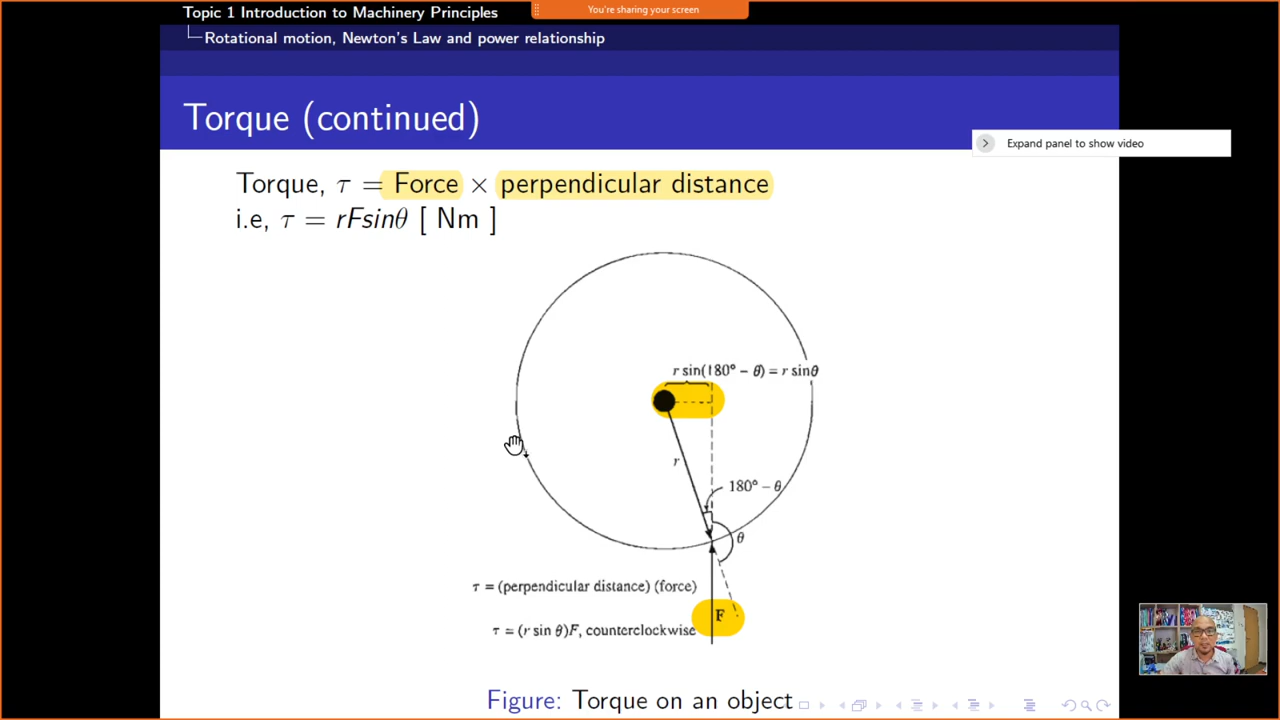 Topic 1 Introduction to Machinery Principles
You're sharing your screen
Rotational motion, Newton's Law and power relationship
Torque (continued)
Expand panel to show video
Torque, τ = Force × perpendicular distance
i.e, τ = rFsinθ [ Nm ]
r sin(180° − θ) = r sinθ
r
180° − θ
θ
τ = (perpendicular distance) (force)
F
τ = (r sin θ)F, counterclockwise
Figure: Torque on an object